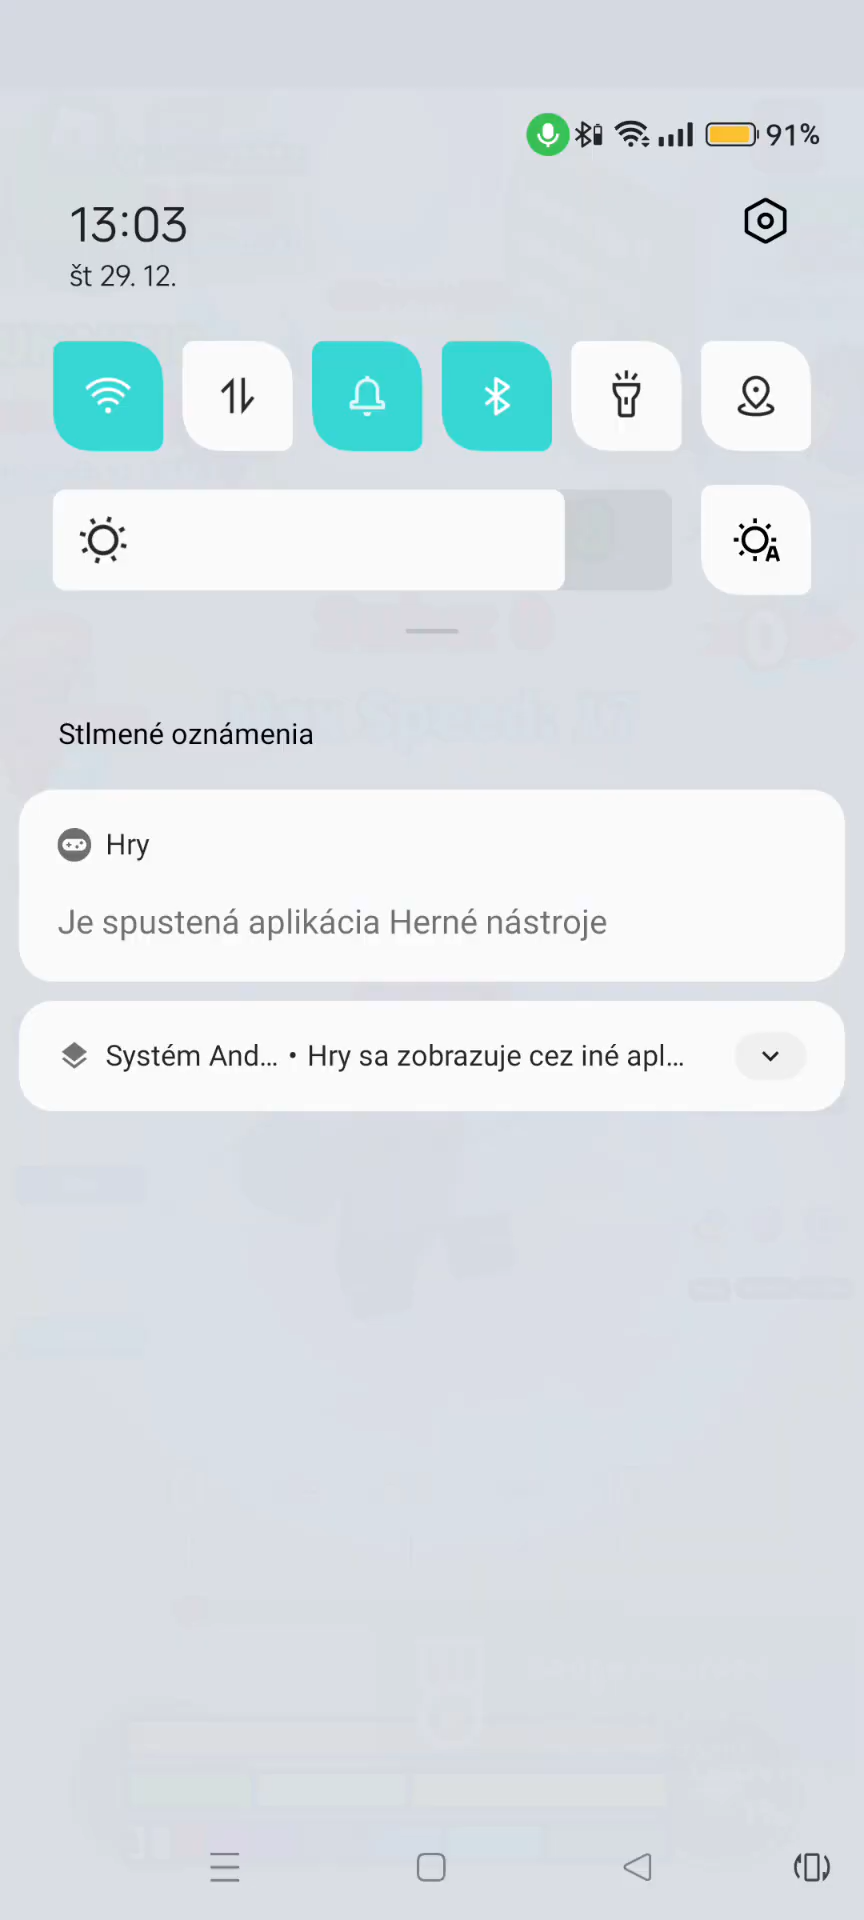 91%
13:03
št 29. 12.
A
Stlmené oznámenia
Hry
Je spustená aplikácia Herné nástroje
Systém And… • Hry sa zobrazuje cez iné apl…